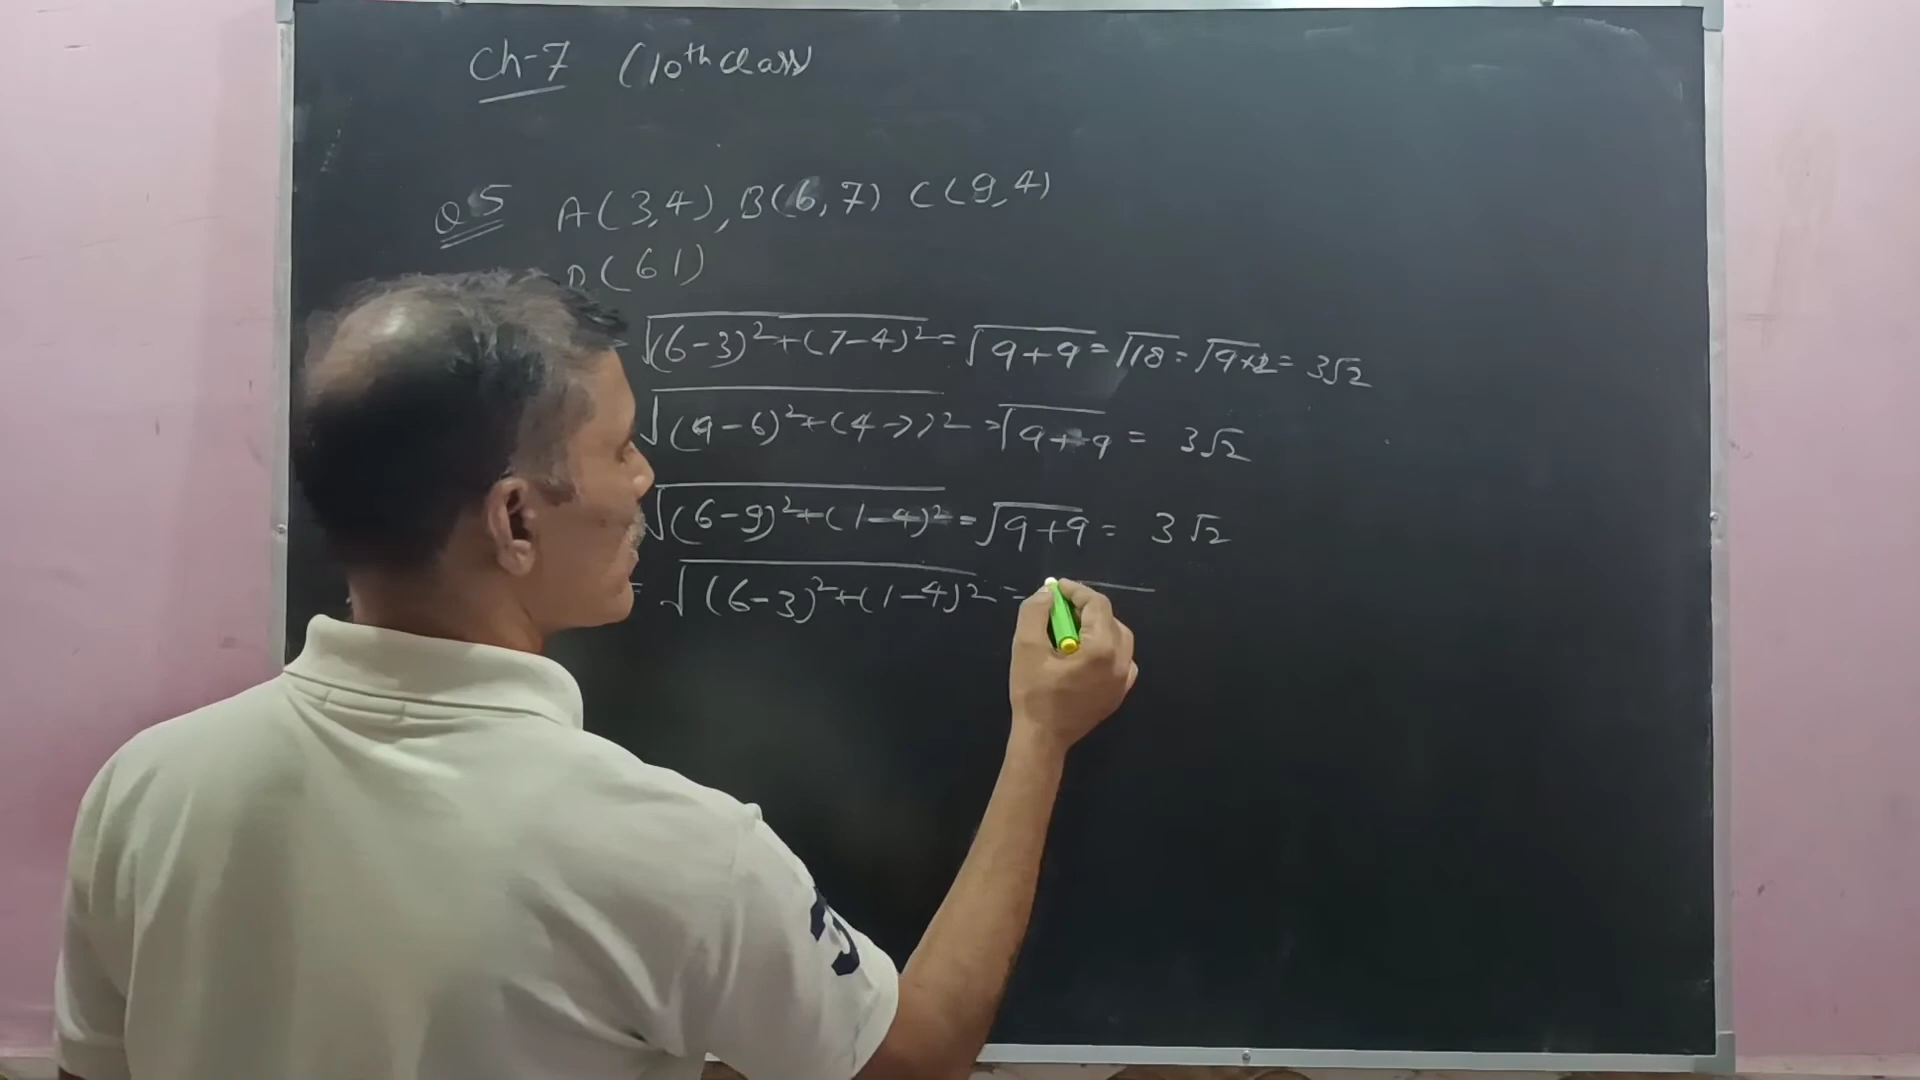 Ch-7 (10th class
Q5 A(3,4), B(6,7) C(9,4)
D(6 1)
= √(6-3)²+(7-4)² = √9+9 = √18 = √9×2 = 3√2
√(9-6)²+(4-7)² = √9+9 = 3√2
√(6-9)²+(1-4)² = √9+9 = 3√2
= √(6-3)²+(1-4)² =